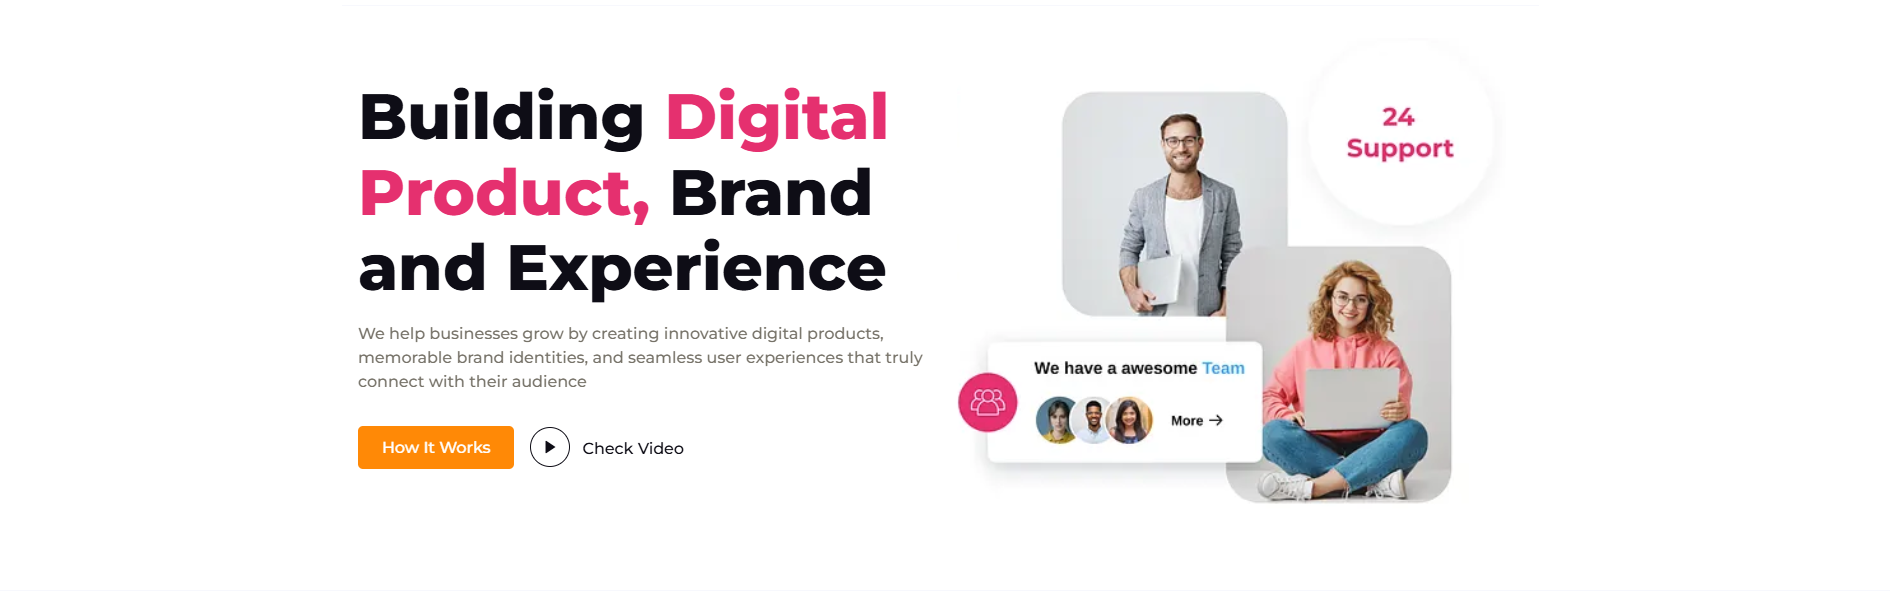 Building Digital
Product, Brand
and Experience
We help businesses grow by creating innovative digital products,
memorable brand identities, and seamless user experiences that truly
connect with their audience
How It Works
Check Video
24
Support
We have a awesome Team
More →